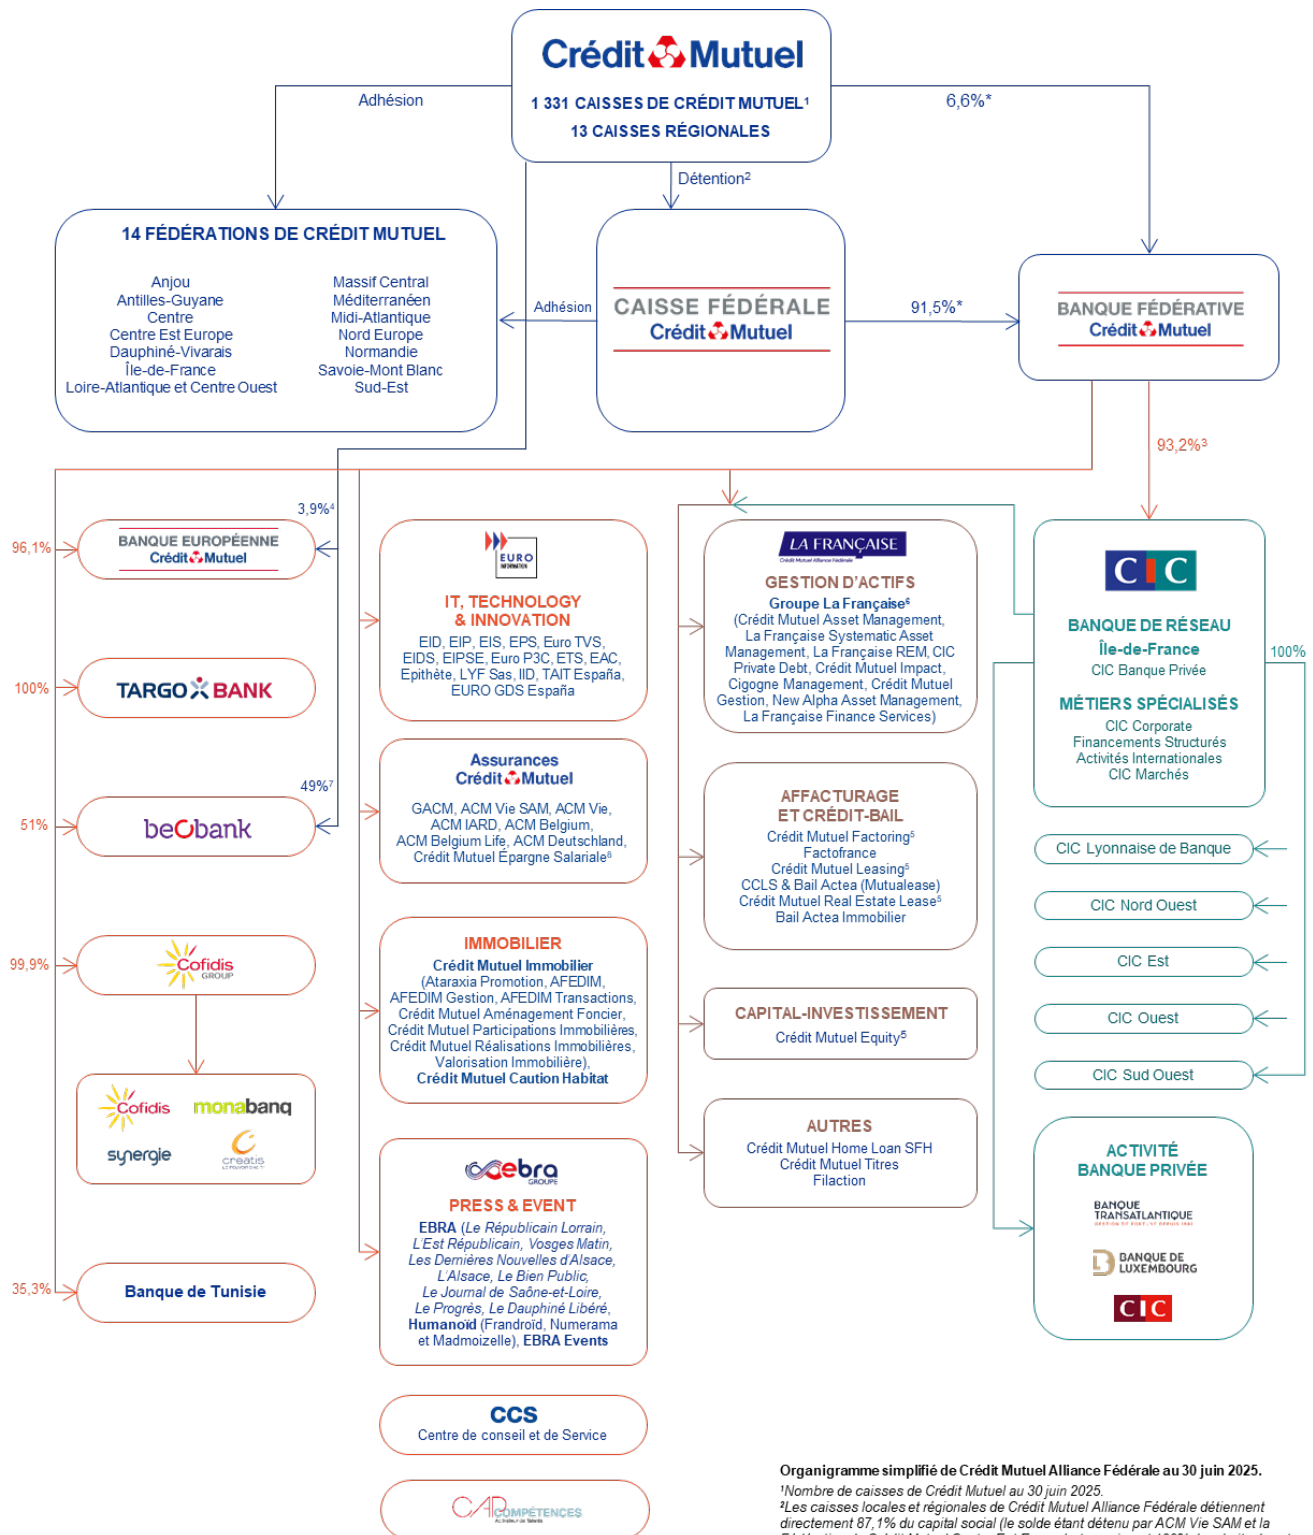 Crédit Mutuel
1 331 CAISSES DE CRÉDIT MUTUEL¹
13 CAISSES RÉGIONALES
Adhésion
6,6%*
Détention²
14 FÉDÉRATIONS DE CRÉDIT MUTUEL
Anjou
Antilles-Guyane
Centre
Centre Est Europe
Dauphiné-Vivarais
Île-de-France
Loire-Atlantique et Centre Ouest
Massif Central
Méditerranéen
Midi-Atlantique
Nord Europe
Normandie
Savoie-Mont Blanc
Sud-Est
Adhésion
CAISSE FÉDÉRALE
Crédit Mutuel
91,5%*
BANQUE FÉDÉRATIVE
Crédit Mutuel
93,2%³
3,9%⁴
96,1%
BANQUE EUROPÉENNE
Crédit Mutuel
100%
TARGO BANK
49%⁷
51%
beobank
99,9%
Cofidis
GROUP
Cofidis
monabanq
synergie
creatis
35,3%
Banque de Tunisie
EURO
INFORMATION
IT, TECHNOLOGY
& INNOVATION
EID, EIP, EIS, EPS, Euro TVS,
EIDS, EIPSE, Euro P3C, ETS, EAC,
Epithète, LYF Sas, IID, TAIT España,
EURO GDS España
Assurances
Crédit Mutuel
GACM, ACM Vie SAM, ACM Vie,
ACM IARD, ACM Belgium,
ACM Belgium Life, ACM Deutschland,
Crédit Mutuel Épargne Salariale⁸
IMMOBILIER
Crédit Mutuel Immobilier
(Ataraxia Promotion, AFEDIM,
AFEDIM Gestion, AFEDIM Transactions,
Crédit Mutuel Aménagement Foncier,
Crédit Mutuel Participations Immobilières,
Crédit Mutuel Réalisations Immobilières,
Valorisation Immobilière),
Crédit Mutuel Caution Habitat
ebra
GROUPE
PRESS & EVENT
EBRA (Le Républicain Lorrain,
L'Est Républicain, Vosges Matin,
Les Dernières Nouvelles d'Alsace,
L'Alsace, Le Bien Public,
Le Journal de Saône-et-Loire,
Le Progrès, Le Dauphiné Libéré,
Humanoïd (Frandroïd, Numerama
et Madmoizelle), EBRA Events
CCS
Centre de conseil et de Service
CAP COMPÉTENCES
LA FRANÇAISE
Crédit Mutuel Alliance Fédérale
GESTION D'ACTIFS
Groupe La Française⁶
(Crédit Mutuel Asset Management,
La Française Systematic Asset
Management, La Française REM, CIC
Private Debt, Crédit Mutuel Impact,
Cigogne Management, Crédit Mutuel
Gestion, New Alpha Asset Management,
La Française Finance Services)
AFFACTURAGE
ET CRÉDIT-BAIL
Crédit Mutuel Factoring⁵
Factofrance
Crédit Mutuel Leasing⁵
CCLS & Bail Actea (Mutualease)
Crédit Mutuel Real Estate Lease⁵
Bail Actea Immobilier
CAPITAL-INVESTISSEMENT
Crédit Mutuel Equity⁵
AUTRES
Crédit Mutuel Home Loan SFH
Crédit Mutuel Titres
Filaction
CIC
BANQUE DE RÉSEAU
Île-de-France
CIC Banque Privée
MÉTIERS SPÉCIALISÉS
CIC Corporate
Financements Structurés
Activités Internationales
CIC Marchés
100%
CIC Lyonnaise de Banque
CIC Nord Ouest
CIC Est
CIC Ouest
CIC Sud Ouest
ACTIVITÉ
BANQUE PRIVÉE
BANQUE
TRANSATLANTIQUE
BANQUE DE
LUXEMBOURG
CIC
Organigramme simplifié de Crédit Mutuel Alliance Fédérale au 30 juin 2025.
¹Nombre de caisses de Crédit Mutuel au 30 juin 2025.
²Les caisses locales et régionales de Crédit Mutuel Alliance Fédérale détiennent
directement 87,1% du capital social (le solde étant détenu par ACM Vie SAM et la